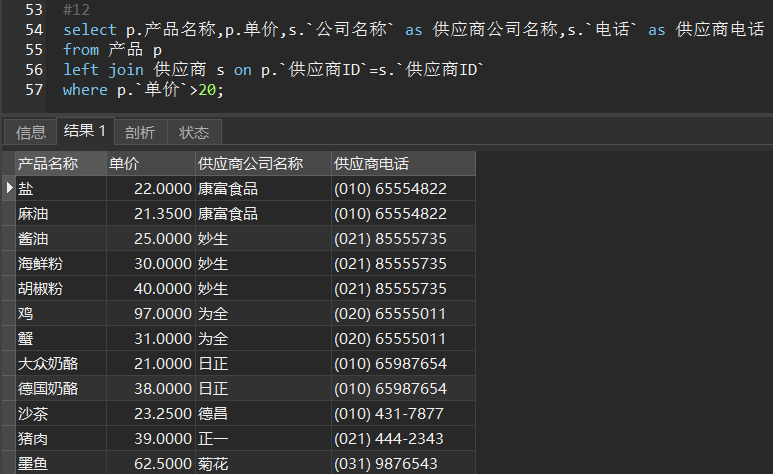 53 #12
54 select p.产品名称,p.单价,s.`公司名称` as 供应商公司名称,s.`电话` as 供应商电话
55 from 产品 p
56 left join 供应商 s on p.`供应商ID`=s.`供应商ID`
57 where p.`单价`>20;
信息 结果 1 剖析 状态
产品名称 单价 供应商公司名称 供应商电话
盐 22.0000 康富食品 (010) 65554822
麻油 21.3500 康富食品 (010) 65554822
酱油 25.0000 妙生 (021) 85555735
海鲜粉 30.0000 妙生 (021) 85555735
胡椒粉 40.0000 妙生 (021) 85555735
鸡 97.0000 为全 (020) 65555011
蟹 31.0000 为全 (020) 65555011
大众奶酪 21.0000 日正 (010) 65987654
德国奶酪 38.0000 日正 (010) 65987654
沙茶 23.2500 德昌 (010) 431-7877
猪肉 39.0000 正一 (021) 444-2343
墨鱼 62.5000 菊花 (031) 9876543